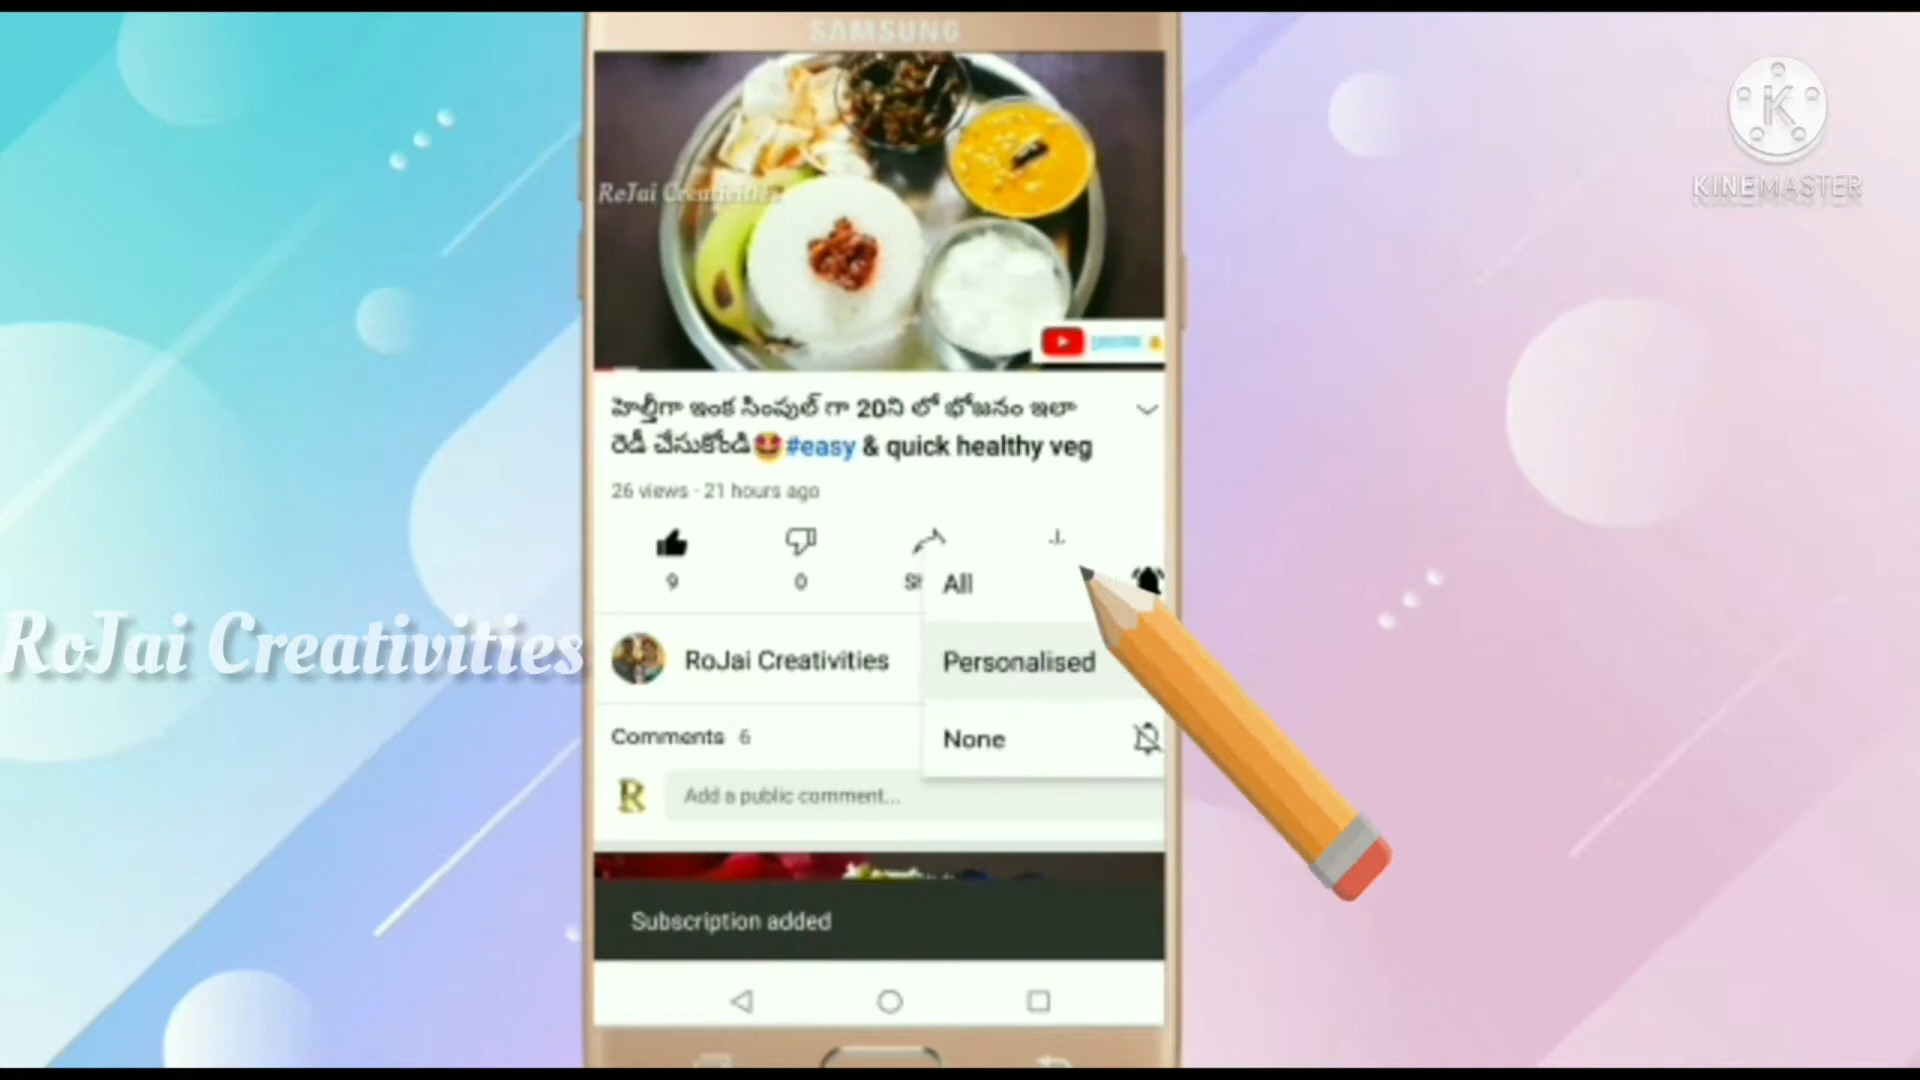 SAMSUNG
KINEMASTER
RoJai Creativities
హెల్తీగా ఇంక సింపుల్ గా 20ని లో భోజనం ఇలా
రెడీ చేసుకోండి🤩#easy & quick healthy veg
26 views · 21 hours ago
9
0
All
RoJai Creativities
RoJai Creativities
Personalised
Comments 6
None
Add a public comment...
Subscription added